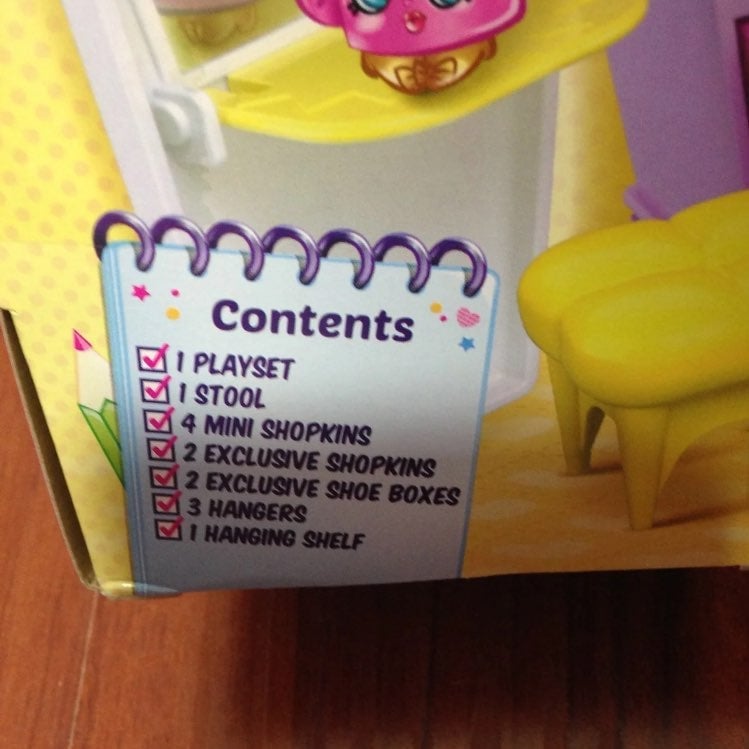 Contents
1 PLAYSET
1 STOOL
4 MINI SHOPKINS
2 EXCLUSIVE SHOPKINS
2 EXCLUSIVE SHOE BOXES
3 HANGERS
1 HANGING SHELF